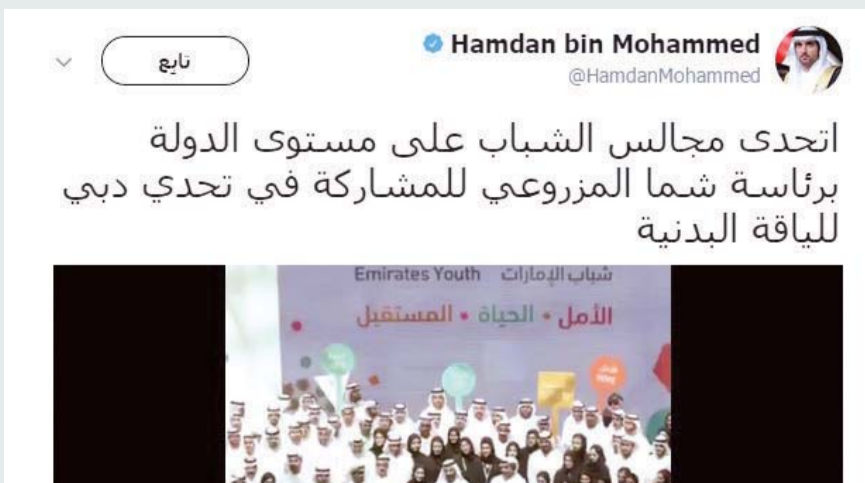 Hamdan bin Mohammed
@HamdanMohammed
تابع
اتحدى مجالس الشباب على مستوى الدولة
برئاسة شما المزروعي للمشاركة في تحدي دبي
للياقة البدنية
Emirates Youth شباب الإمارات
الأمل • الحياة • المستقبل